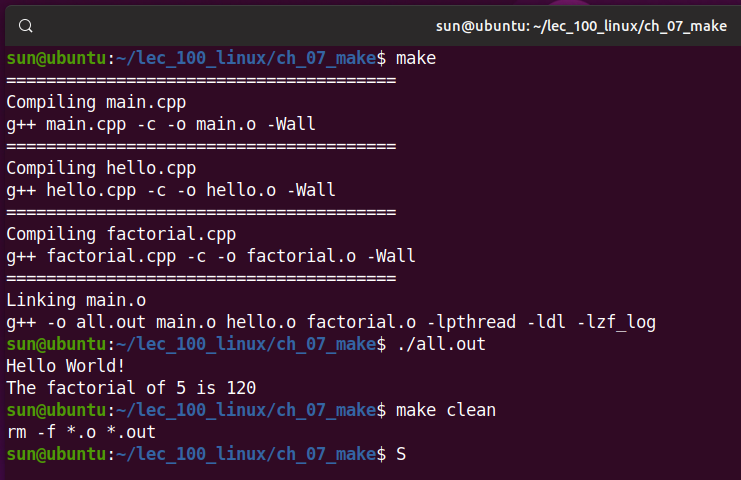 sun@ubuntu: ~/lec_100_linux/ch_07_make
sun@ubuntu:~/lec_100_linux/ch_07_make$ make
=======================================
Compiling main.cpp
g++ main.cpp -c -o main.o -Wall
=======================================
Compiling hello.cpp
g++ hello.cpp -c -o hello.o -Wall
=======================================
Compiling factorial.cpp
g++ factorial.cpp -c -o factorial.o -Wall
=======================================
Linking main.o
g++ -o all.out main.o hello.o factorial.o -lpthread -ldl -lzf_log
sun@ubuntu:~/lec_100_linux/ch_07_make$ ./all.out
Hello World!
The factorial of 5 is 120
sun@ubuntu:~/lec_100_linux/ch_07_make$ make clean
rm -f *.o *.out
sun@ubuntu:~/lec_100_linux/ch_07_make$ S